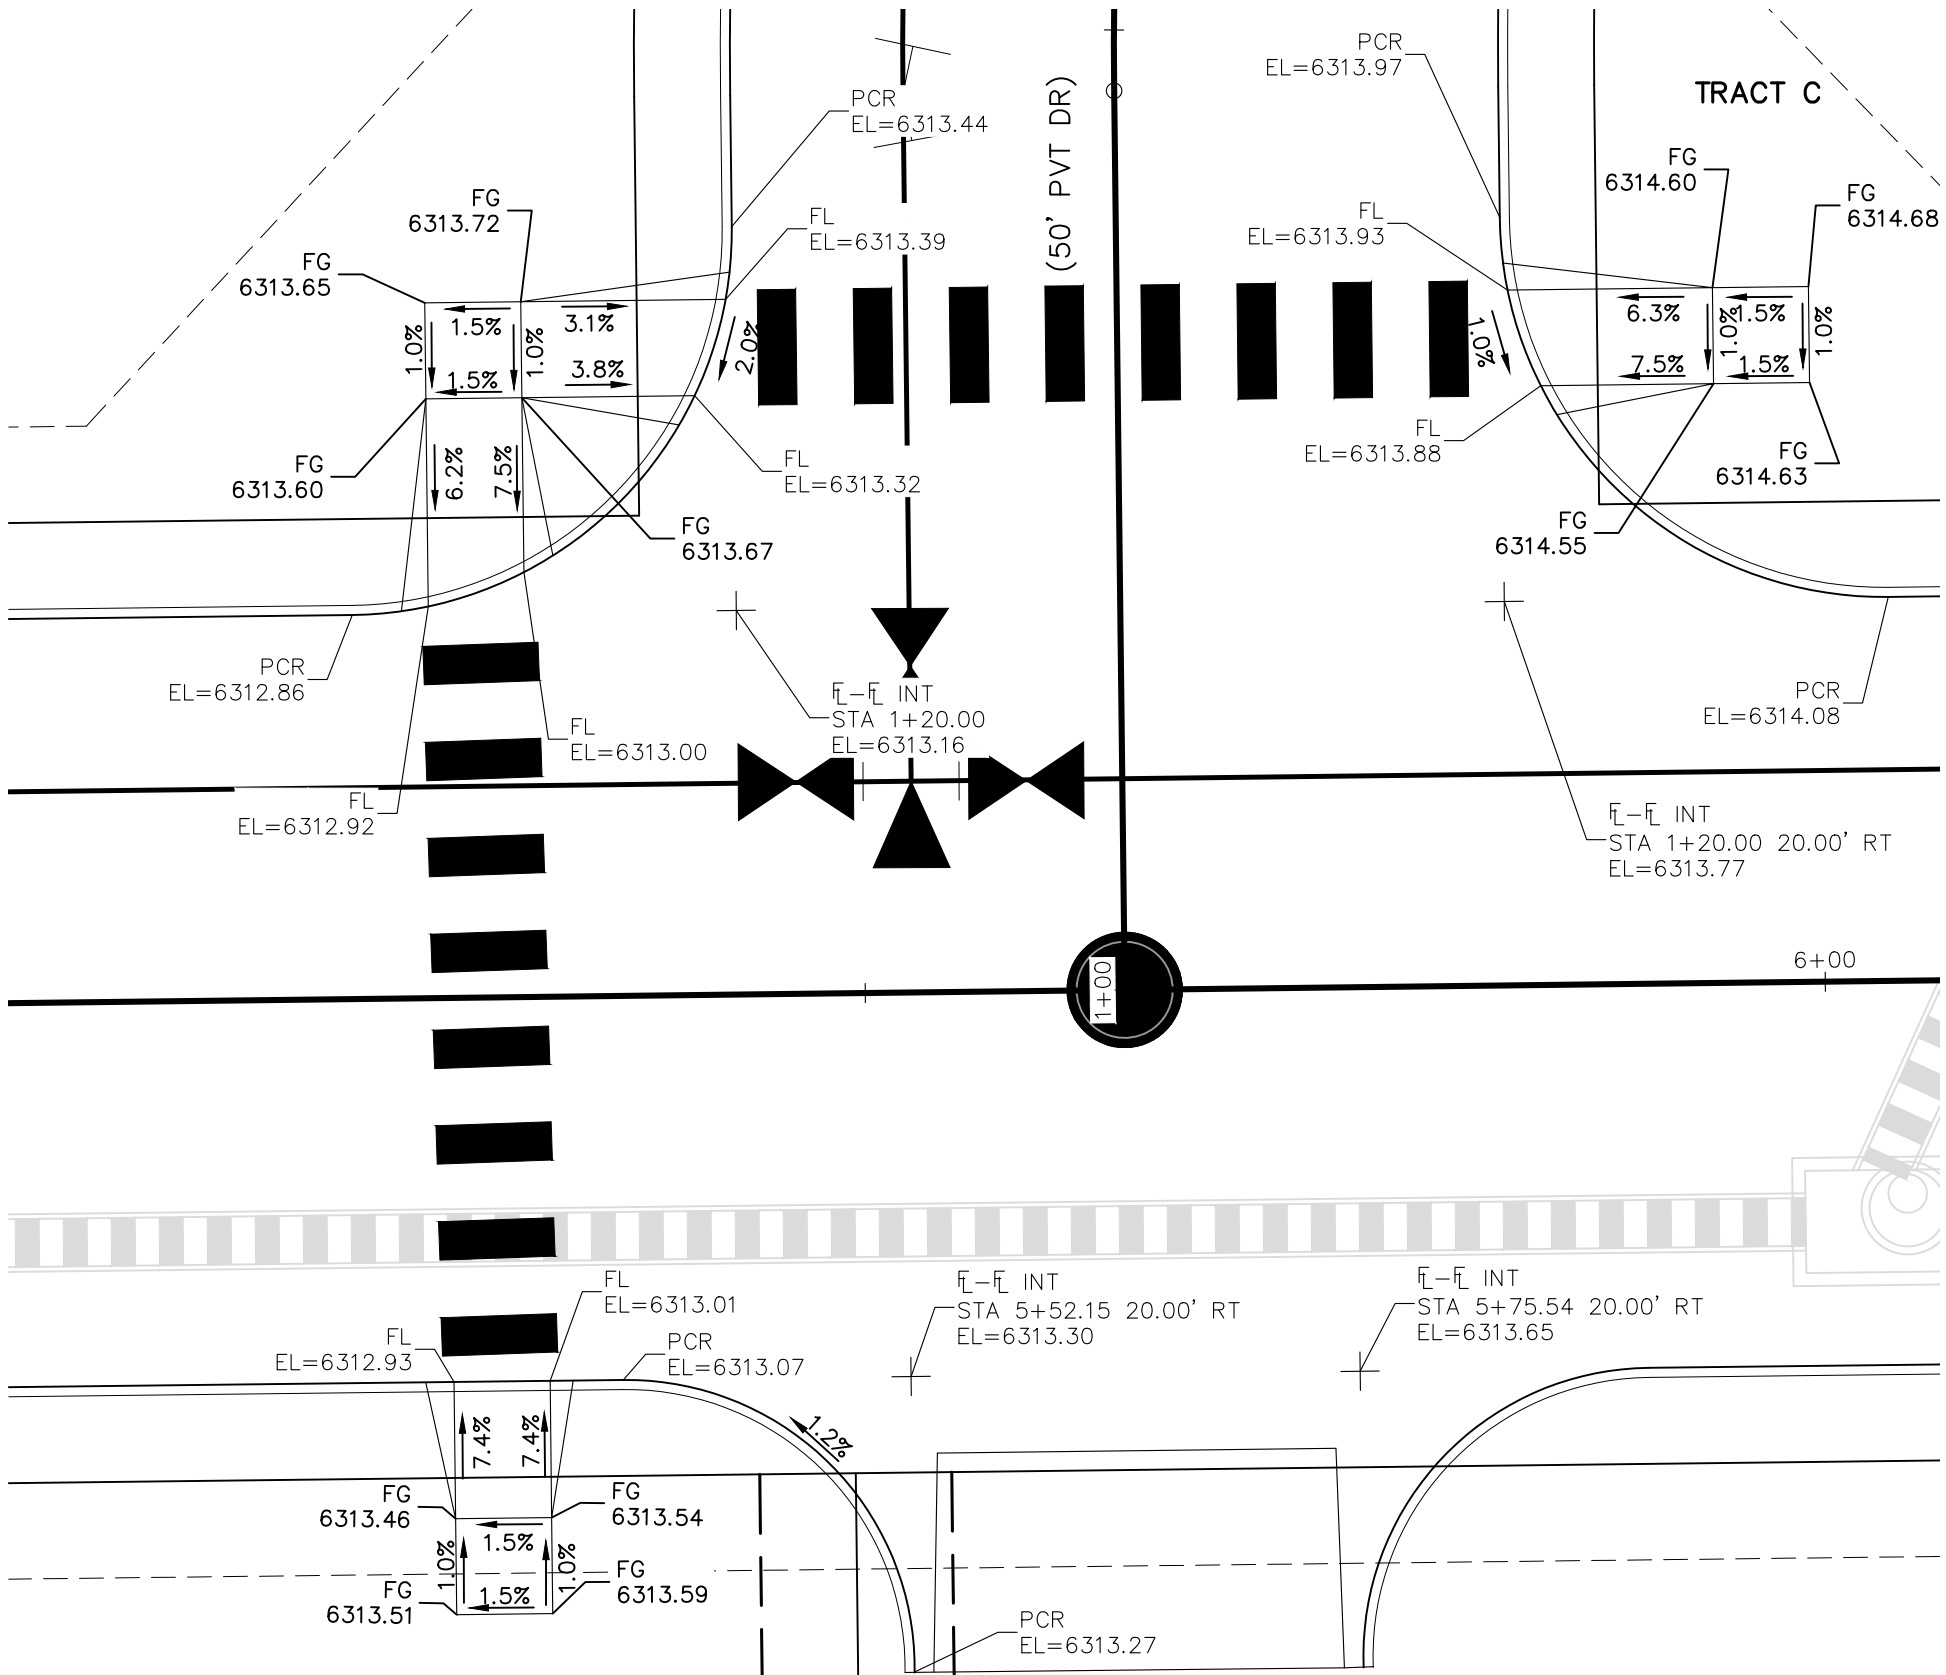 PCR
EL=6313.97
TRACT C
PCR
EL=6313.44
(50' PVT DR)
FG
6314.60
FG
6314.68
FG
6313.72
FL
EL=6313.39
FL
EL=6313.93
FG
6313.65
1.5%
3.1%
1.0%
1.0%
2.0%
1.5%
3.8%
1.0%
6.3%
1.5%
1.0%
1.0%
7.5%
1.5%
FG
6313.60
6.2%
7.5%
FL
EL=6313.32
FL
EL=6313.88
FG
6314.63
FG
6313.67
FG
6314.55
PCR
EL=6312.86
FL-FL INT
STA 1+20.00
EL=6313.16
PCR
EL=6314.08
FL
EL=6313.00
FL
EL=6312.92
FL-FL INT
STA 1+20.00 20.00' RT
EL=6313.77
1+00
6+00
FL
EL=6313.01
FL-FL INT
STA 5+52.15 20.00' RT
EL=6313.30
FL-FL INT
STA 5+75.54 20.00' RT
EL=6313.65
FL
EL=6312.93
PCR
EL=6313.07
7.4%
7.4%
1.2%
FG
6313.46
FG
6313.54
1.5%
1.0%
1.0%
1.5%
FG
6313.51
FG
6313.59
PCR
EL=6313.27